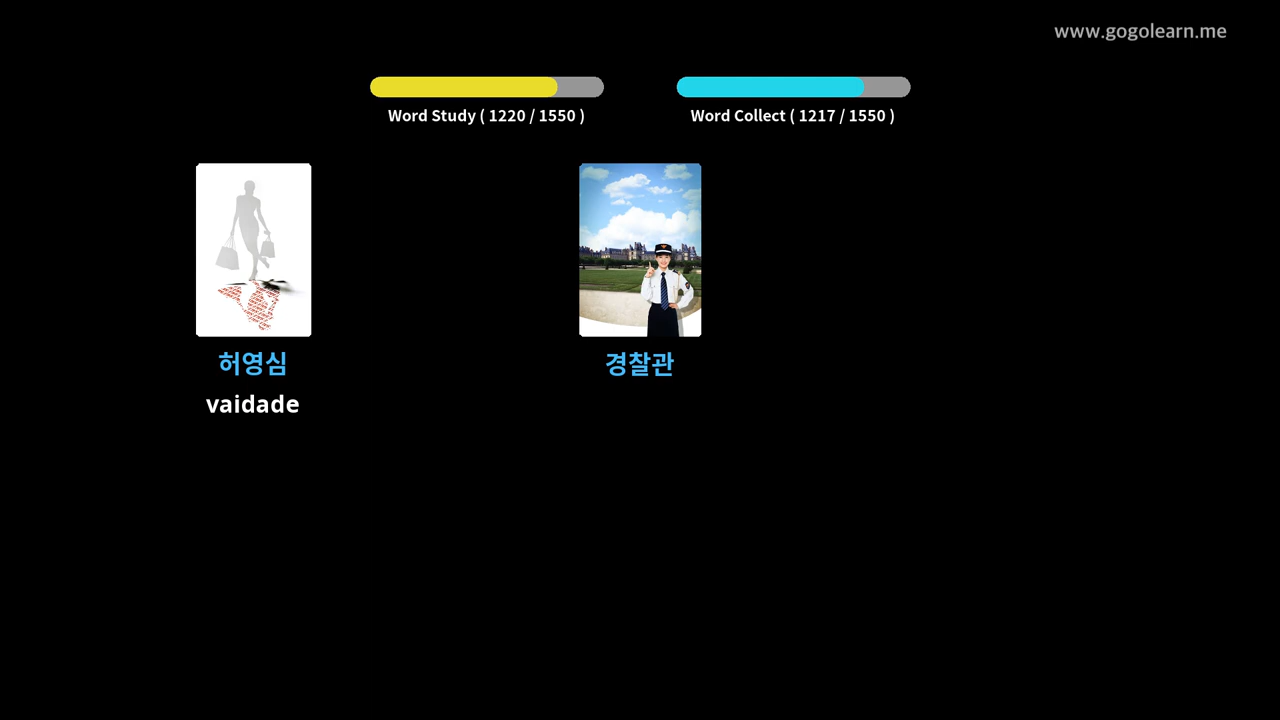 www.gogolearn.me
Word Study ( 1220 / 1550 )
Word Collect ( 1217 / 1550 )
허영심
vaidade
경찰관